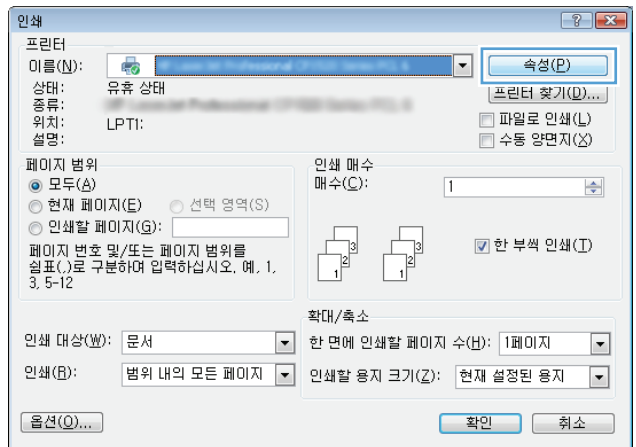 인쇄
프린터
이름(N):
속성(P)
상태: 유휴 상태
프린터 찾기(D)...
종류:
위치: LPT1:
파일로 인쇄(L)
설명:
수동 양면지(X)
페이지 범위
모두(A)
현재 페이지(E) 선택 영역(S)
인쇄할 페이지(G):
페이지 번호 및/또는 페이지 범위를
쉼표(,)로 구분하여 입력하십시오. 예, 1,
3, 5-12
인쇄 매수
매수(C): 1
3 3
2 2
1 1
한 부씩 인쇄(T)
인쇄 대상(W): 문서
인쇄(R): 범위 내의 모든 페이지
확대/축소
한 면에 인쇄할 페이지 수(H): 1페이지
인쇄할 용지 크기(Z): 현재 설정된 용지
옵션(O)...
확인
취소